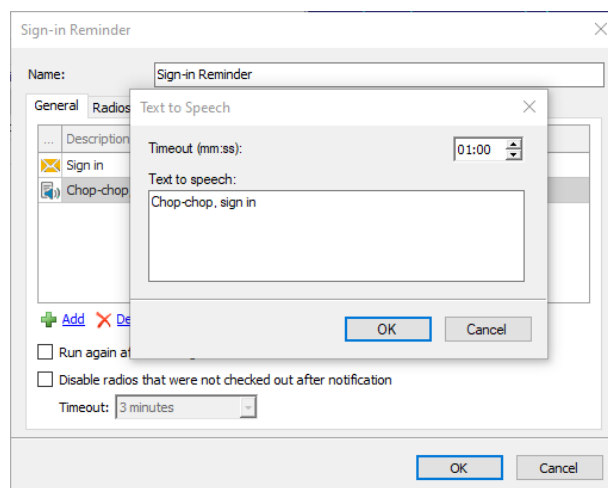 Sign-in Reminder
Name: Sign-in Reminder
General Radios
Text to Speech
... Description
Timeout (mm:ss): 01:00
Sign in
Text to speech:
Chop-chop,
Chop-chop, sign in
Add De
OK Cancel
Run again af
Disable radios that were not checked out after notification
Timeout: 3 minutes
OK Cancel